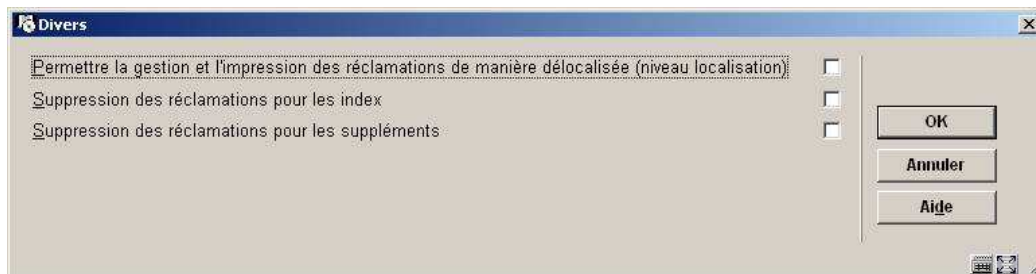 Divers
Permettre la gestion et l'impression des réclamations de manière délocalisée (niveau localisation)
Suppression des réclamations pour les index
Suppression des réclamations pour les suppléments
OK
Annuler
Aide